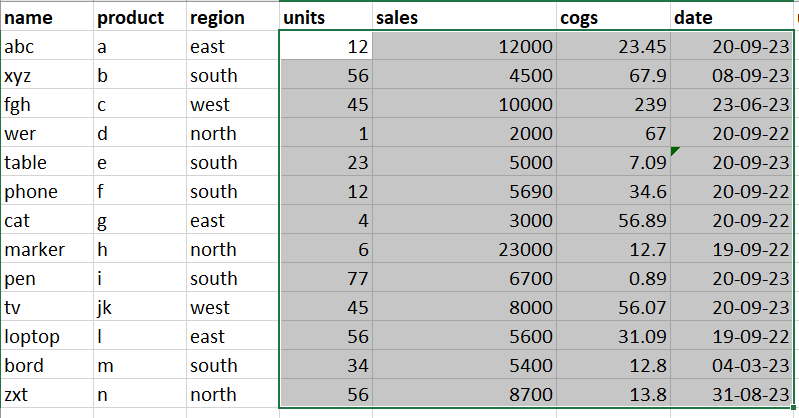 name product region units sales cogs date
abc a east 12 12000 23.45 20-09-23
xyz b south 56 4500 67.9 08-09-23
fgh c west 45 10000 239 23-06-23
wer d north 1 2000 67 20-09-22
table e south 23 5000 7.09 20-09-23
phone f south 12 5690 34.6 20-09-22
cat g east 4 3000 56.89 20-09-22
marker h north 6 23000 12.7 19-09-22
pen i south 77 6700 0.89 20-09-23
tv jk west 45 8000 56.07 20-09-23
loptop l east 56 5600 31.09 19-09-22
bord m south 34 5400 12.8 04-03-23
zxt n north 56 8700 13.8 31-08-23